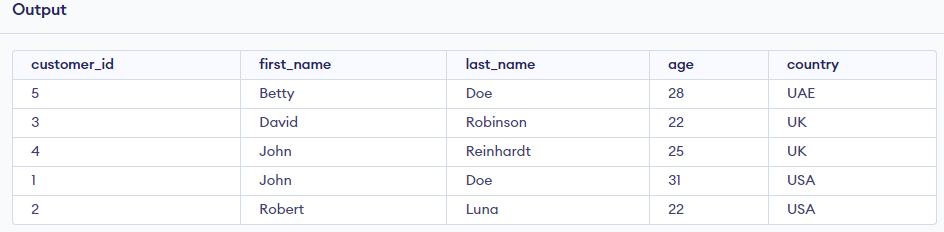 Output
customer_id first_name last_name age country
5 Betty Doe 28 UAE
3 David Robinson 22 UK
4 John Reinhardt 25 UK
1 John Doe 31 USA
2 Robert Luna 22 USA